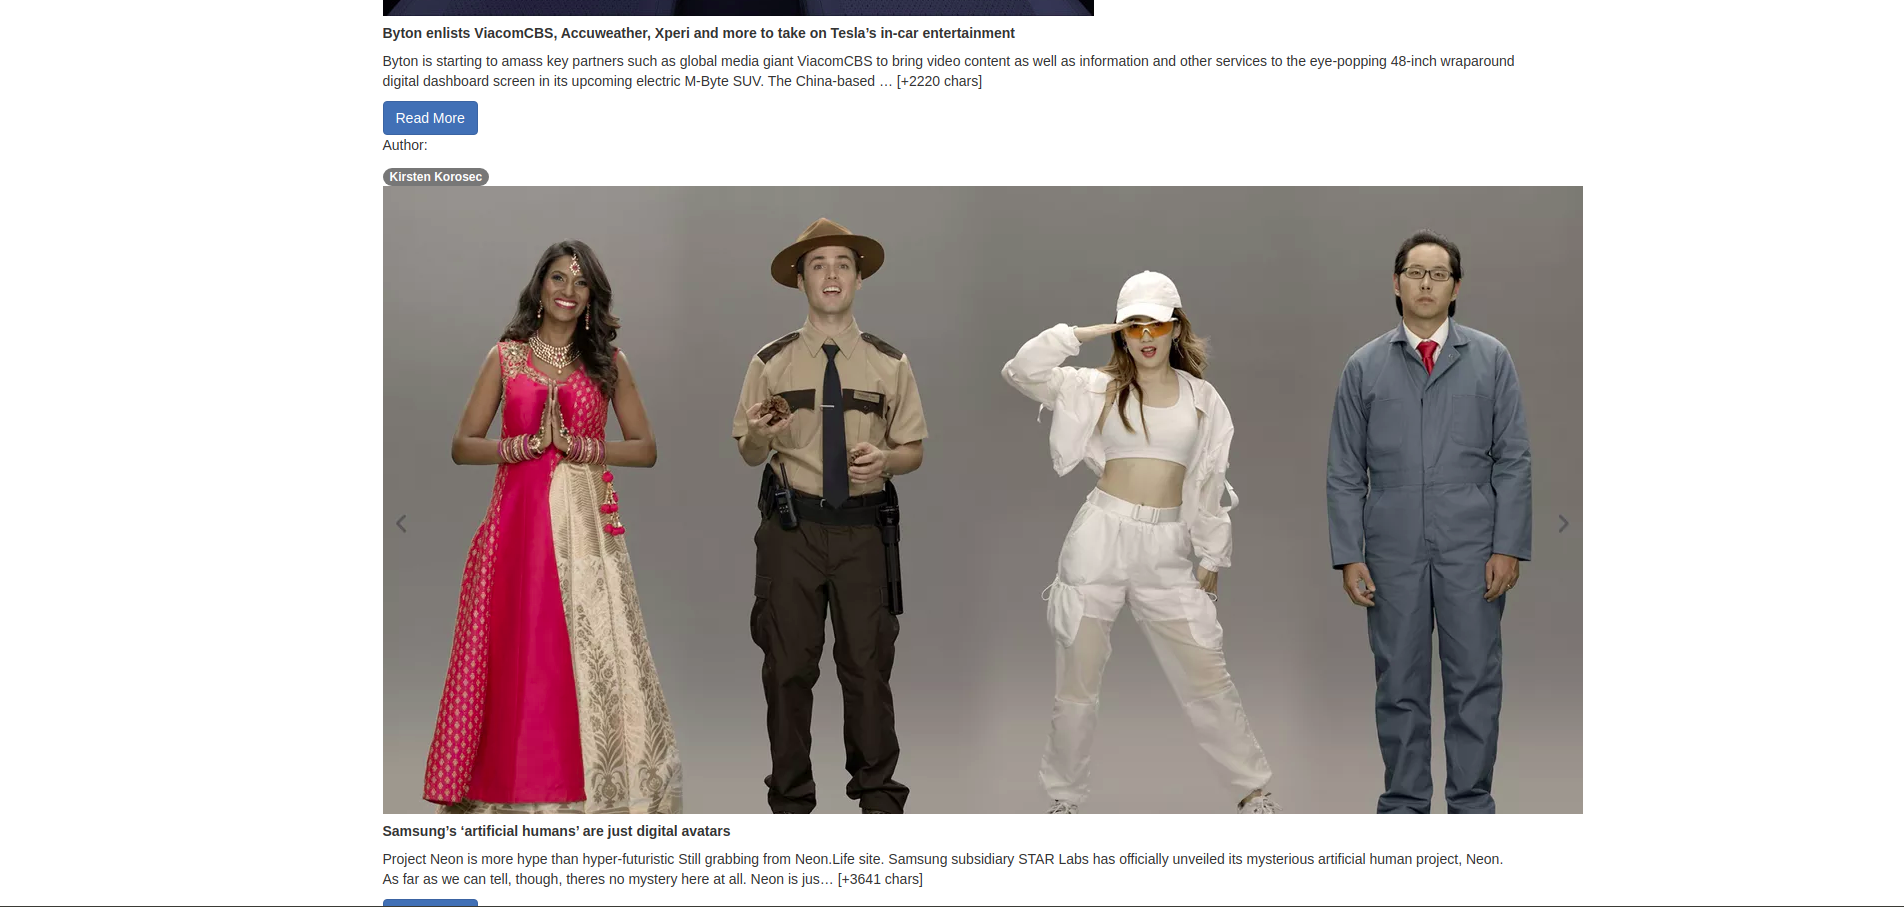 Byton enlists ViacomCBS, Accuweather, Xperi and more to take on Tesla’s in-car entertainment
Byton is starting to amass key partners such as global media giant ViacomCBS to bring video content as well as information and other services to the eye-popping 48-inch wraparound
digital dashboard screen in its upcoming electric M-Byte SUV. The China-based … [+2220 chars]
Read More
Author:
Kirsten Korosec
Samsung’s ‘artificial humans’ are just digital avatars
Project Neon is more hype than hyper-futuristic Still grabbing from Neon.Life site. Samsung subsidiary STAR Labs has officially unveiled its mysterious artificial human project, Neon.
As far as we can tell, though, theres no mystery here at all. Neon is jus… [+3641 chars]